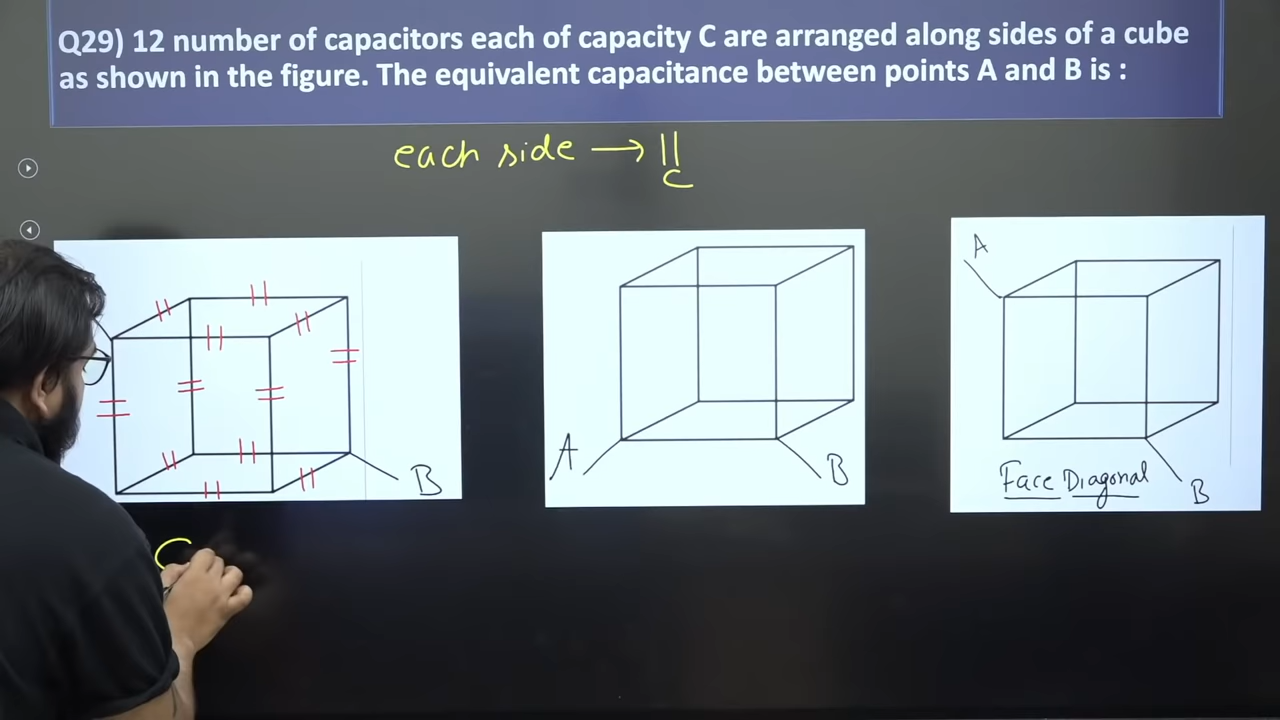 Q29) 12 number of capacitors each of capacity C are arranged along sides of a cube
as shown in the figure. The equivalent capacitance between points A and B is :
each side → ||
C
A
A
B
B
Face Diagonal
B
C